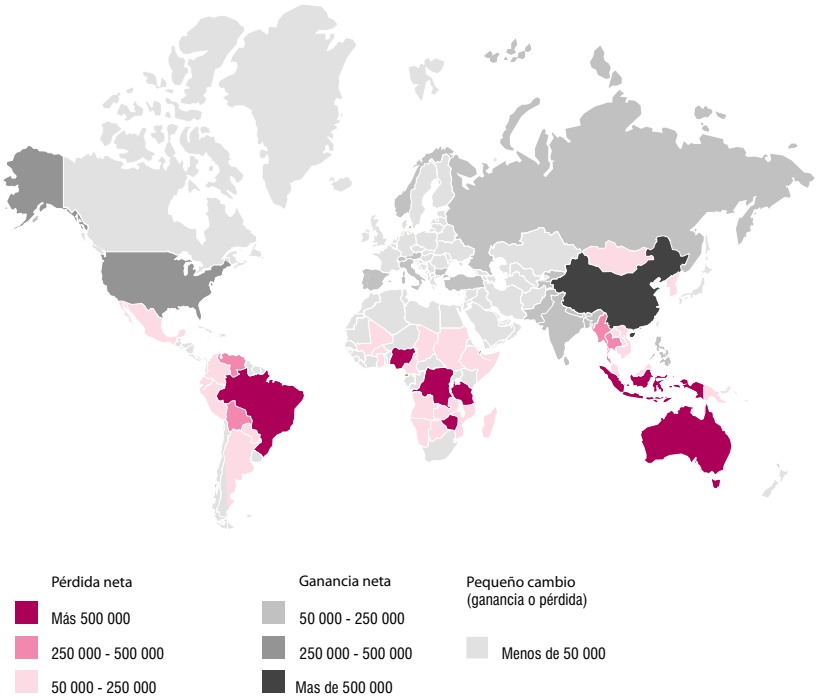 Pérdida neta
Más 500 000
250 000 - 500 000
50 000 - 250 000
Ganancia neta
50 000 - 250 000
250 000 - 500 000
Mas de 500 000
Pequeño cambio
(ganancia o pérdida)
Menos de 50 000